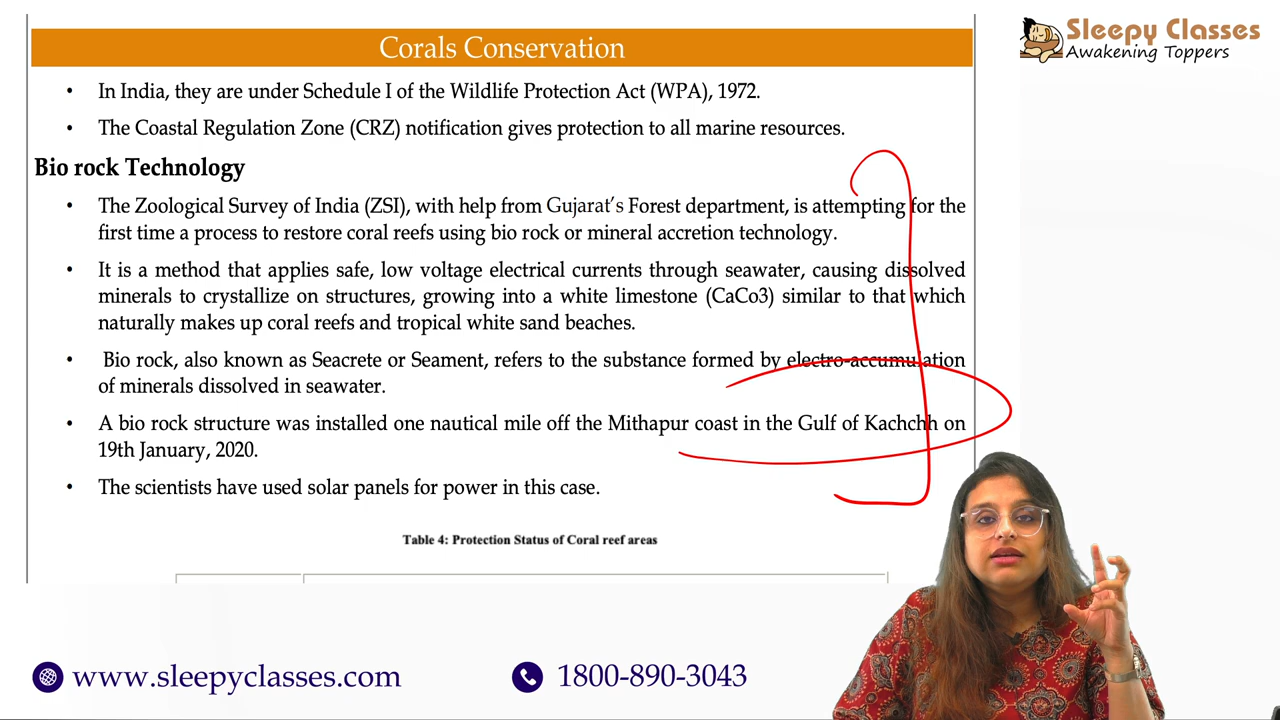 Corals Conservation
Sleepy Classes
Awakening Toppers
• In India, they are under Schedule I of the Wildlife Protection Act (WPA), 1972.
• The Coastal Regulation Zone (CRZ) notification gives protection to all marine resources.
Bio rock Technology
• The Zoological Survey of India (ZSI), with help from Gujarat's Forest department, is attempting for the
first time a process to restore coral reefs using bio rock or mineral accretion technology.
• It is a method that applies safe, low voltage electrical currents through seawater, causing dissolved
minerals to crystallize on structures, growing into a white limestone (CaCo3) similar to that which
naturally makes up coral reefs and tropical white sand beaches.
• Bio rock, also known as Seacrete or Seament, refers to the substance formed by electro-accumulation
of minerals dissolved in seawater.
• A bio rock structure was installed one nautical mile off the Mithapur coast in the Gulf of Kachchh on
19th January, 2020.
• The scientists have used solar panels for power in this case.
Table 4: Protection Status of Coral reef areas
www.sleepyclasses.com
1800-890-3043